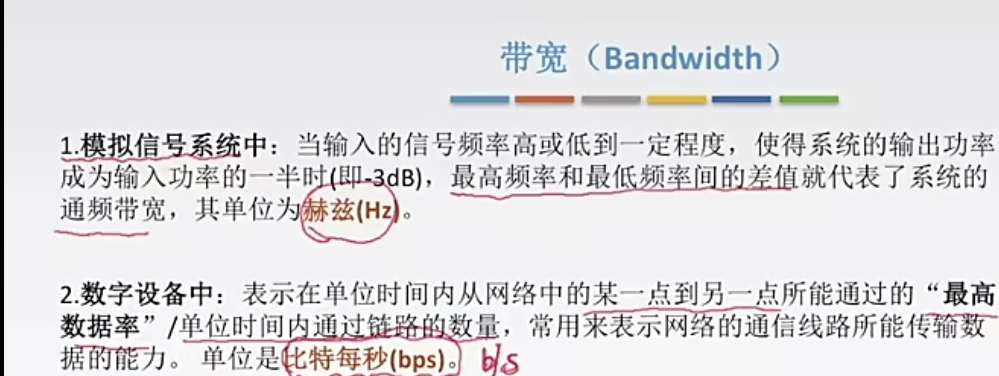 带宽（Bandwidth）
1.模拟信号系统中：当输入的信号频率高或低到一定程度，使得系统的输出功率
成为输入功率的一半时(即-3dB)，最高频率和最低频率间的差值就代表了系统的
通频带宽，其单位为赫兹(Hz)。
2.数字设备中：表示在单位时间内从网络中的某一点到另一点所能通过的“最高
数据率”/单位时间内通过链路的数量，常用来表示网络的通信线路所能传输数
据的能力。 单位是比特每秒(bps)。 b/s